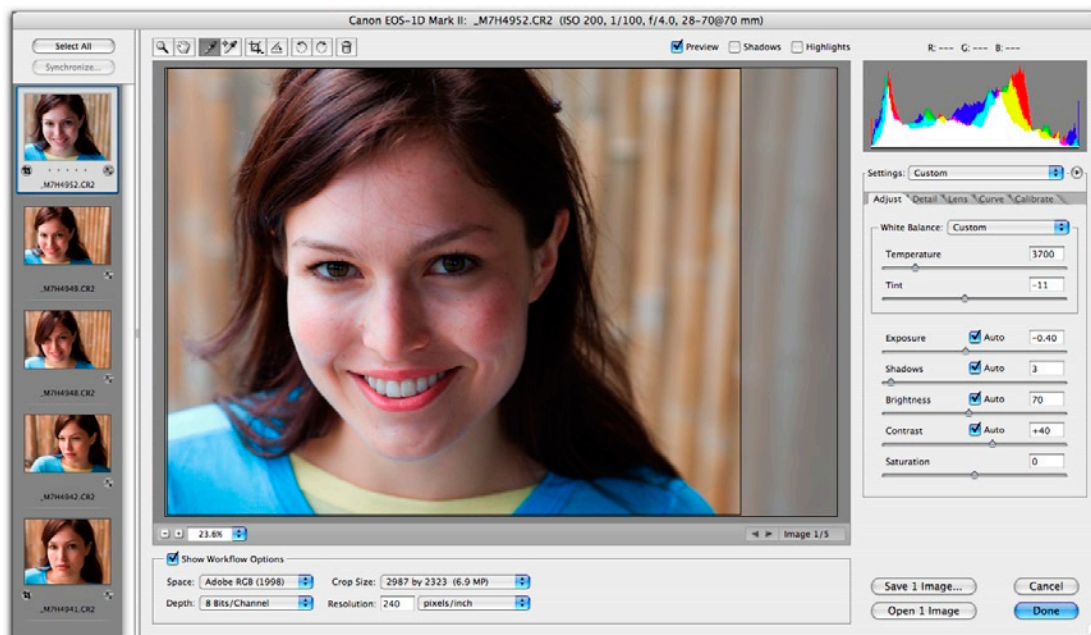 Canon EOS-1D Mark II: _M7H4952.CR2 (ISO 200, 1/100, f/4.0, 28-70@70 mm)
Select All
Synchronize...
Preview Shadows Highlights
R: --- G: --- B: ---
_M7H4952.CR2
_M7H4949.CR2
_M7H4948.CR2
_M7H4942.CR2
_M7H4941.CR2
Settings: Custom
Adjust Detail Lens Curve Calibrate
White Balance: Custom
Temperature 3700
Tint -11
Exposure Auto -0.40
Shadows Auto 3
Brightness Auto 70
Contrast Auto +40
Saturation 0
23.6%
Image 1/5
Show Workflow Options
Space: Adobe RGB (1998) Crop Size: 2987 by 2323 (6.9 MP)
Depth: 8 Bits/Channel Resolution: 240 pixels/inch
Save 1 Image... Cancel
Open 1 Image Done